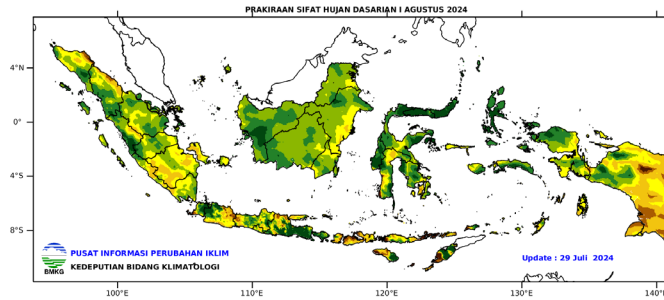 PRAKIRAAN SIFAT HUJAN DASARIAN I AGUSTUS 2024
4°N
0°
4°S
8°S
PUSAT INFORMASI PERUBAHAN IKLIM
KEDEPUTIAN BIDANG KLIMATOLOGI
BMKG
Update : 29 Juli 2024
100°E
110°E
120°E
130°E
140°